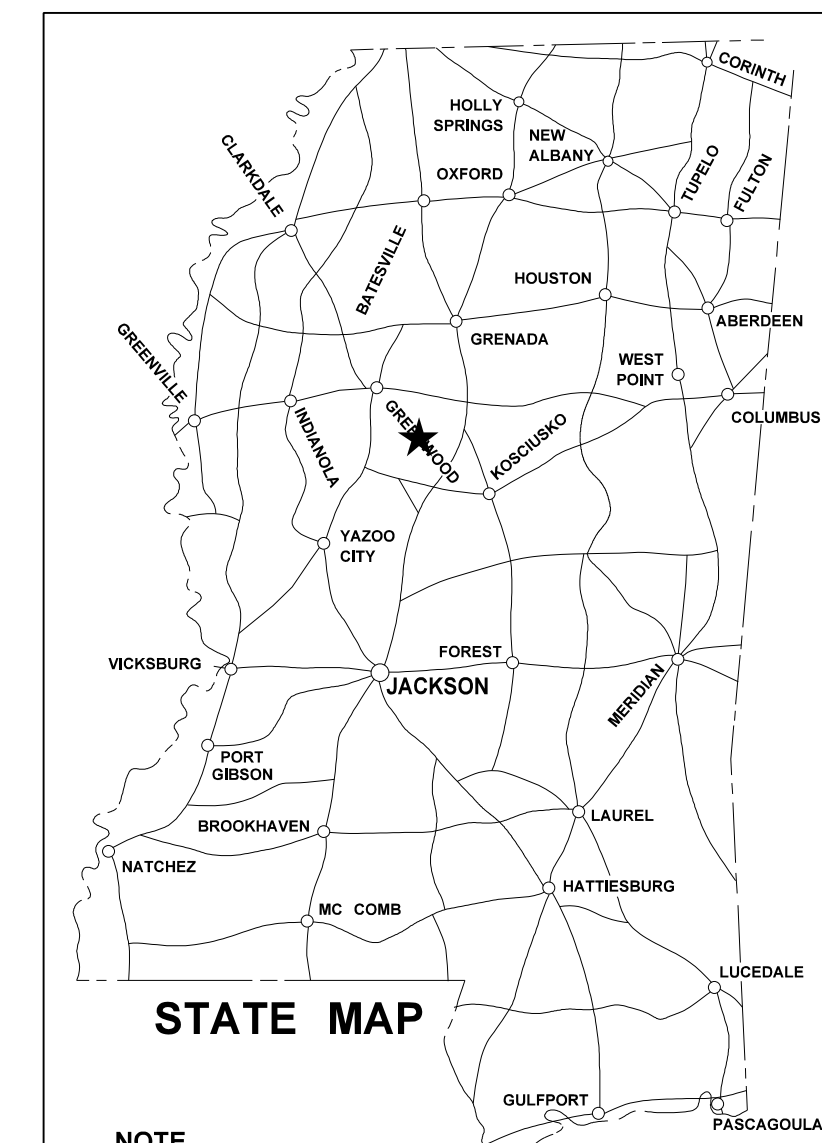 CORINTH
HOLLY
SPRINGS
NEW
ALBANY
CLARKDALE
OXFORD
TUPELO
FULTON
BATESVILLE
HOUSTON
ABERDEEN
GREENVILLE
GRENADA
WEST
POINT
COLUMBUS
INDIANOLA
GREENWOOD
KOSCIUSKO
YAZOO
CITY
VICKSBURG
FOREST
JACKSON
MERIDIAN
PORT
GIBSON
BROOKHAVEN
LAUREL
NATCHEZ
HATTIESBURG
MC COMB
LUCEDALE
STATE MAP
GULFPORT
PASCAGOULA
NOTE